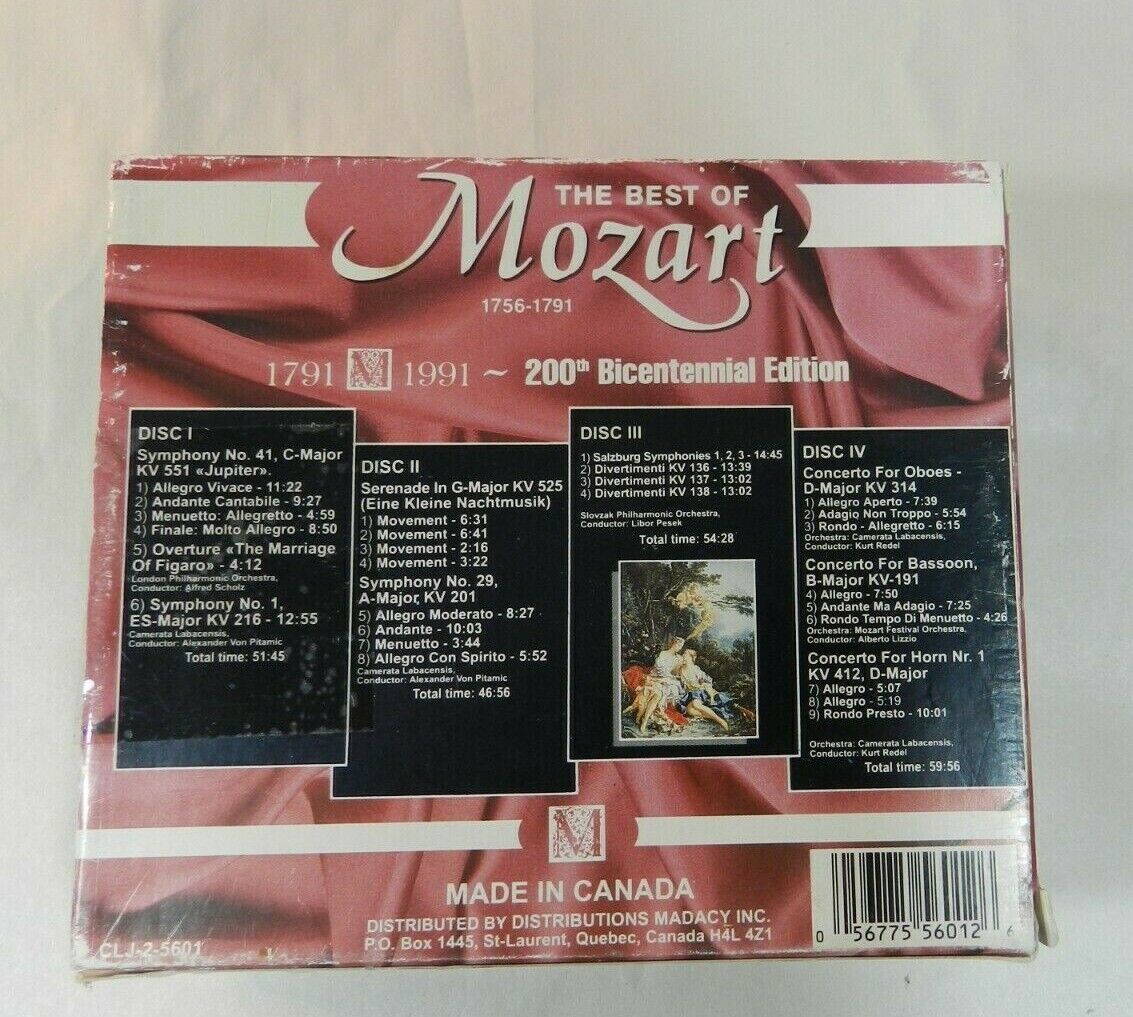 THE BEST OF
Mozart
1756-1791
1791 M 1991 ~ 200th Bicentennial Edition
DISC I
Symphony No. 41, C-Major
KV 551 «Jupiter».
1) Allegro Vivace - 11:22
2) Andante Cantabile - 9:27
3) Menuetto: Allegretto - 4:59
4) Finale: Molto Allegro - 8:50
5) Overture «The Marriage
Of Figaro» - 4:12
London Philharmonic Orchestra,
Conductor: Alfred Scholz
6) Symphony No. 1,
ES-Major KV 216 - 12:55
Camerata Labacensis,
Conductor: Alexander Von Pitamic
Total time: 51:45
DISC II
Serenade In G-Major KV 525
(Eine Kleine Nachtmusik)
1) Movement - 6:31
2) Movement - 6:41
3) Movement - 2:16
4) Movement - 3:22
Symphony No. 29,
A-Major, KV 201
5) Allegro Moderato - 8:27
6) Andante - 10:03
7) Menuetto - 3:44
8) Allegro Con Spirito - 5:52
Camerata Labacensis,
Conductor: Alexander Von Pitamic
Total time: 46:56
DISC III
1) Salzburg Symphonies 1, 2, 3 - 14:45
2) Divertimenti KV 136 - 13:39
3) Divertimenti KV 137 - 13:02
4) Divertimenti KV 138 - 13:02
Slovzak Philharmonic Orchestra,
Conductor: Libor Pesek
Total time: 54:28
DISC IV
Concerto For Oboes -
D-Major KV 314
1) Allegro Aperto - 7:39
2) Adagio Non Troppo - 5:54
3) Rondo - Allegretto - 6:15
Orchestra: Camerata Labacensis,
Conductor: Kurt Redel
Concerto For Bassoon,
B-Major KV-191
4) Allegro - 7:50
5) Andante Ma Adagio - 7:25
6) Rondo Tempo Di Menuetto - 4:26
Orchestra: Mozart Festival Orchestra,
Conductor: Alberto Lizzio
Concerto For Horn Nr. 1
KV 412, D-Major
7) Allegro - 5:07
8) Allegro - 5:19
9) Rondo Presto - 10:01
Orchestra: Camerata Labacensis,
Conductor: Kurt Redel
Total time: 59:56
M
MADE IN CANADA
DISTRIBUTED BY DISTRIBUTIONS MADACY INC.
P.O. Box 1445, St-Laurent, Quebec, Canada H4L 4Z1
CLJ-2-5601
0 56775 56012 6